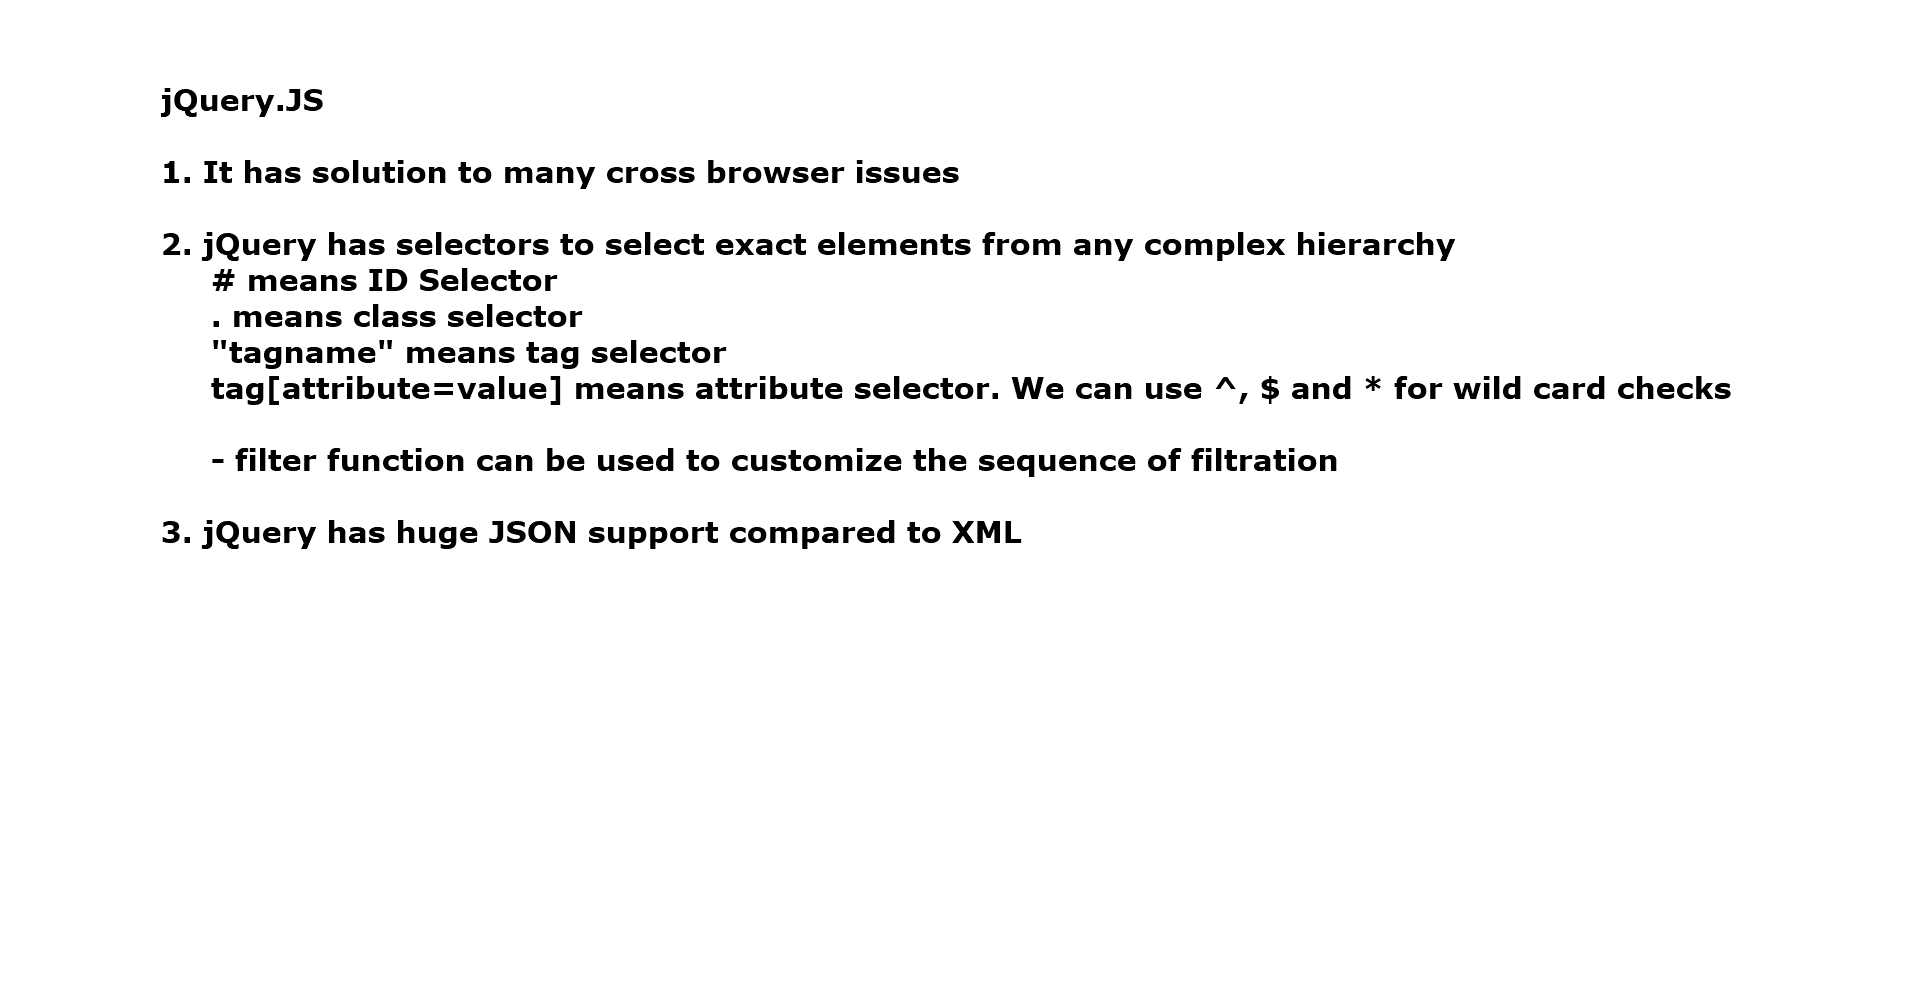 jQuery.JS
1. It has solution to many cross browser issues
2. jQuery has selectors to select exact elements from any complex hierarchy
# means ID Selector
. means class selector
"tagname" means tag selector
tag[attribute=value] means attribute selector. We can use ^, $ and * for wild card checks
- filter function can be used to customize the sequence of filtration
3. jQuery has huge JSON support compared to XML